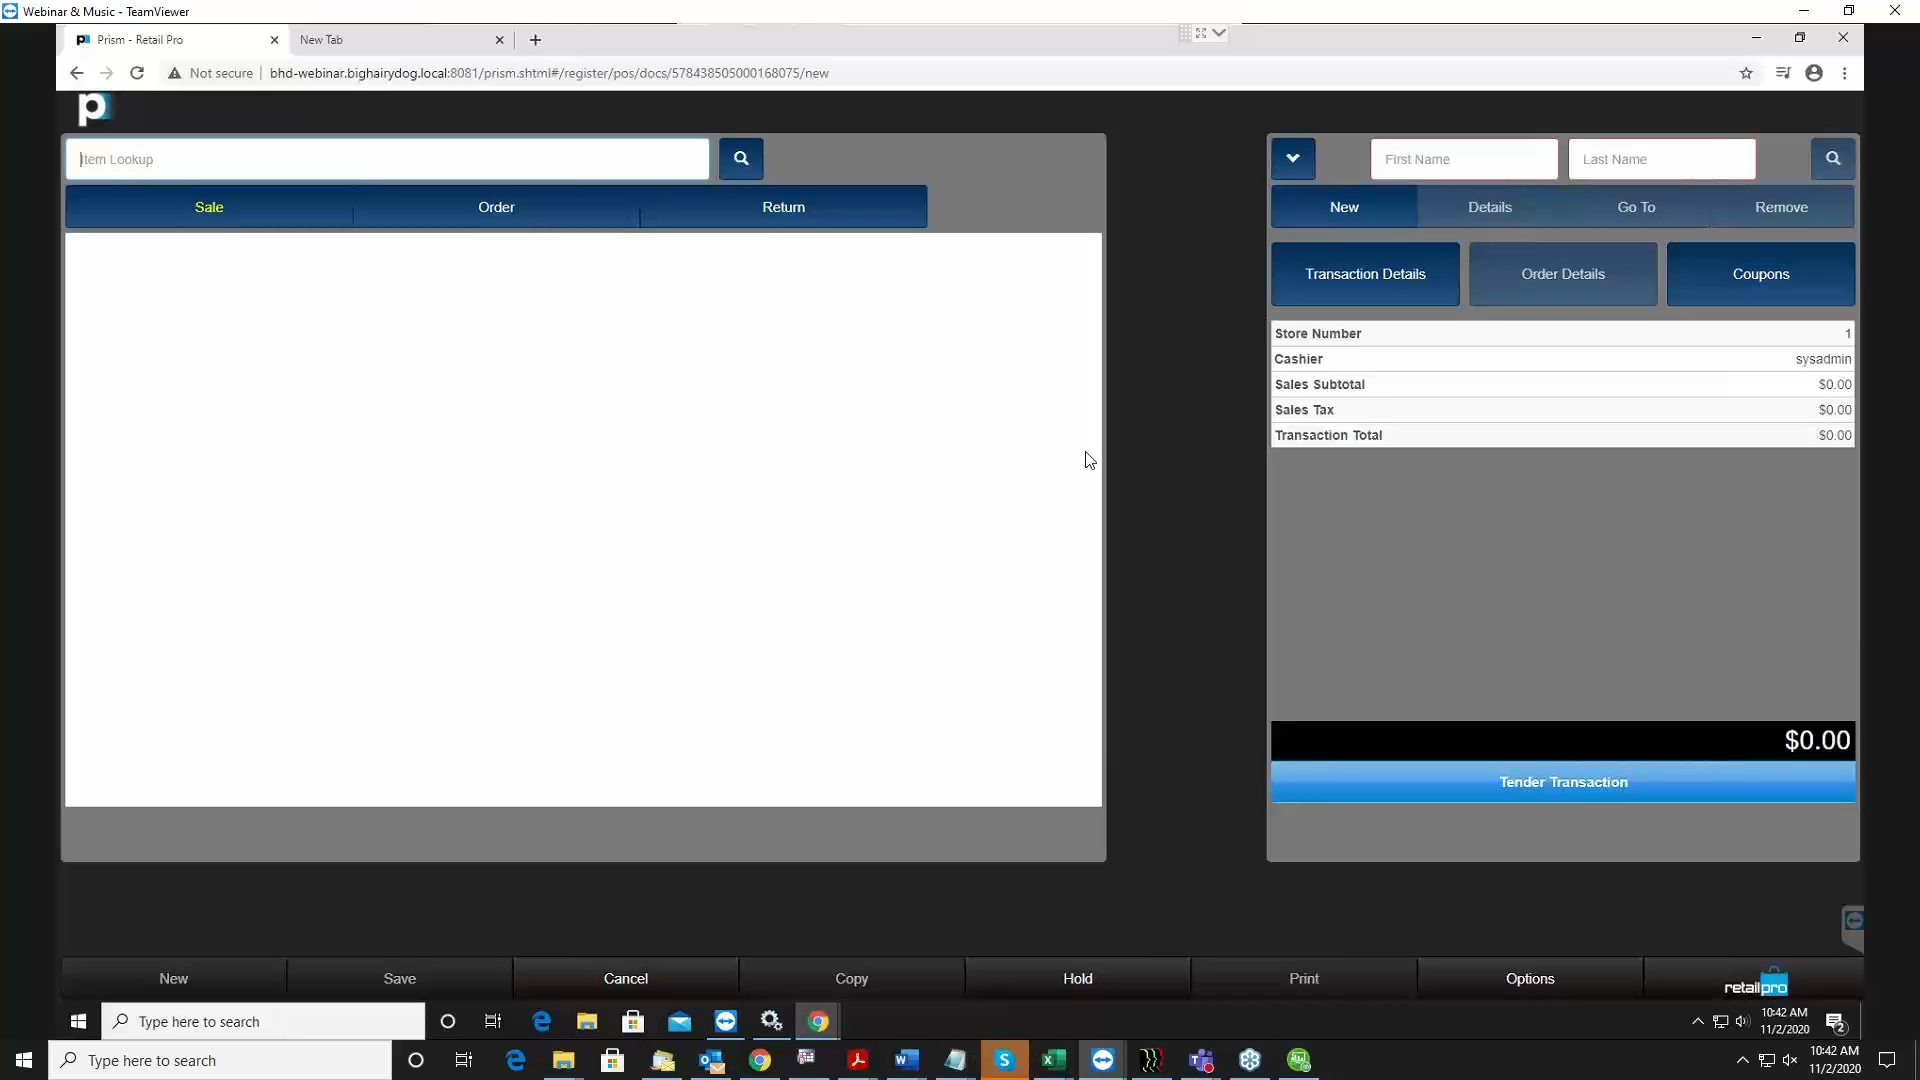 Webinar & Music - TeamViewer
Prism - Retail Pro
New Tab
Not secure
bhd-webinar.bighairydog.local:8081/prism.shtml#/register/pos/docs/578438505000168075/new
p
Item Lookup
First Name
Last Name
Sale
Order
Return
New
Details
Go To
Remove
Transaction Details
Order Details
Coupons
Store Number 1
Cashier sysadmin
Sales Subtotal $0.00
Sales Tax $0.00
Transaction Total $0.00
$0.00
Tender Transaction
New
Save
Cancel
Copy
Hold
Print
Options
retailpro
Type here to search
10:42 AM
11/2/2020
2
Type here to search
10:42 AM
11/2/2020